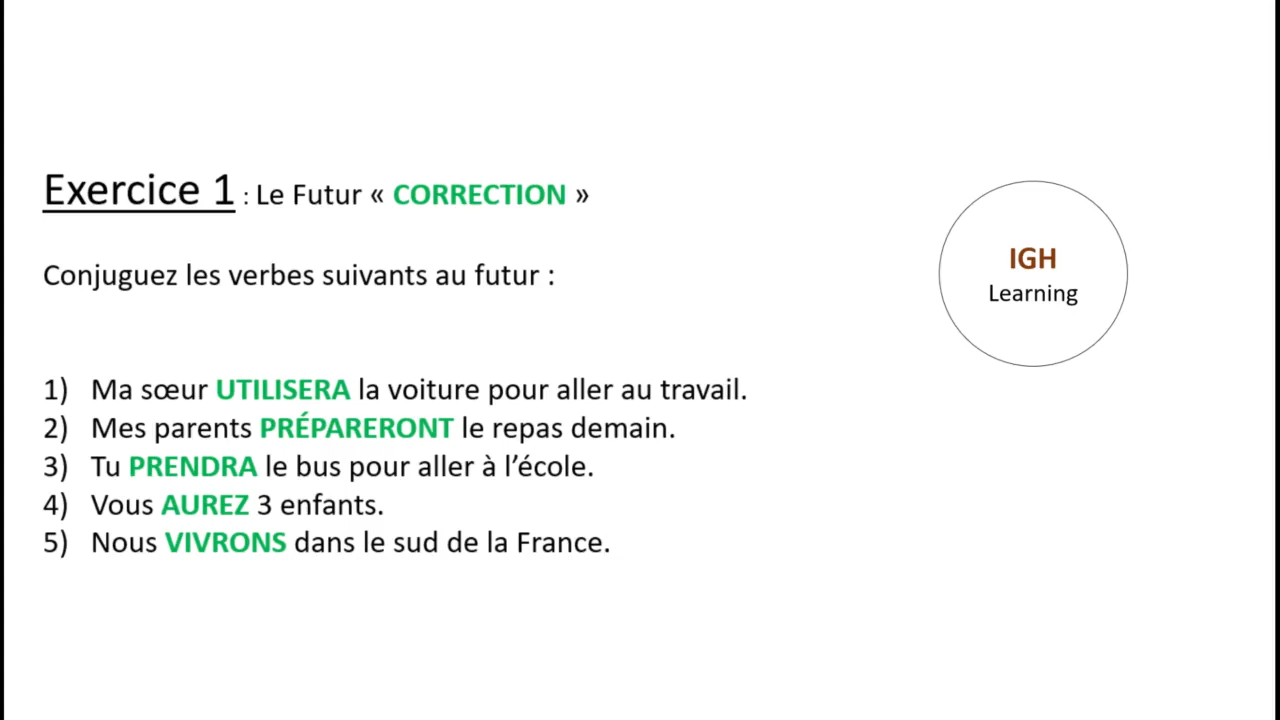 Exercice 1 : Le Futur « CORRECTION »
IGH
Learning
Conjuguez les verbes suivants au futur :
1) Ma sœur UTILISERA la voiture pour aller au travail.
2) Mes parents PRÉPARERONT le repas demain.
3) Tu PRENDRA le bus pour aller à l’école.
4) Vous AUREZ 3 enfants.
5) Nous VIVRONS dans le sud de la France.